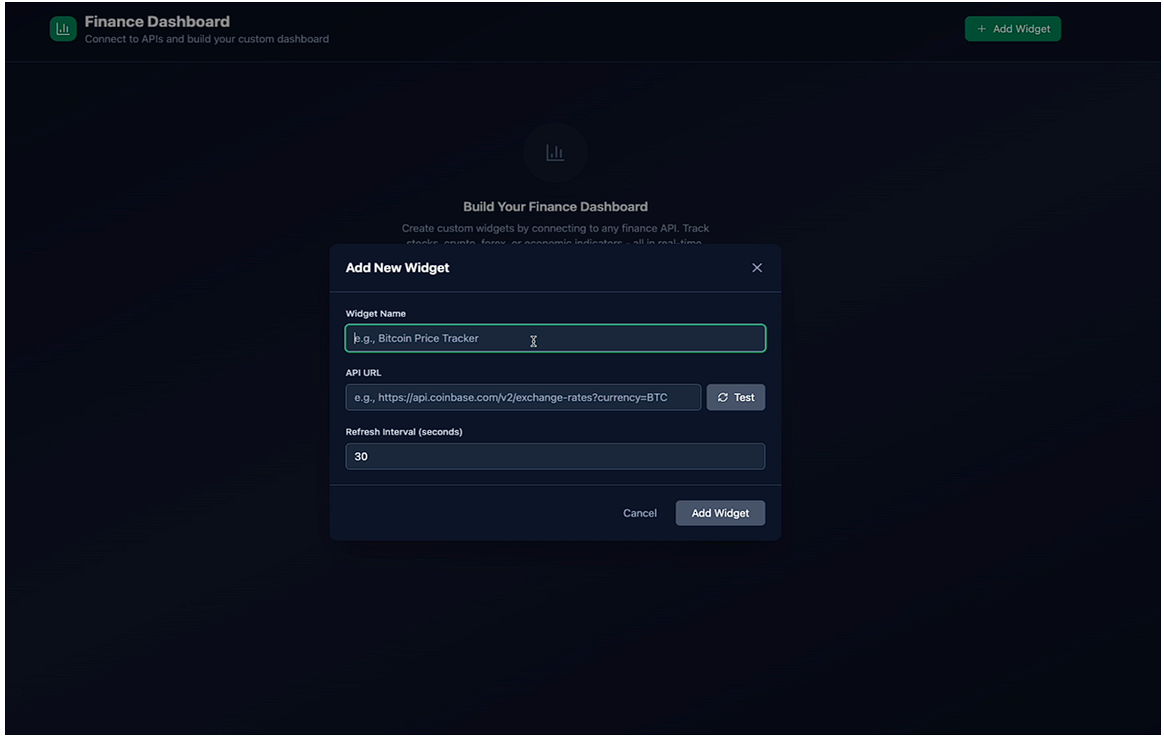 Finance Dashboard
Connect to APIs and build your custom dashboard
+ Add Widget
Build Your Finance Dashboard
Create custom widgets by connecting to any finance API. Track
stocks, crypto, forex, or economic indicators - all in real-time.
Add New Widget
Widget Name
e.g., Bitcoin Price Tracker
API URL
e.g., https://api.coinbase.com/v2/exchange-rates?currency=BTC
Test
Refresh Interval (seconds)
30
Cancel
Add Widget